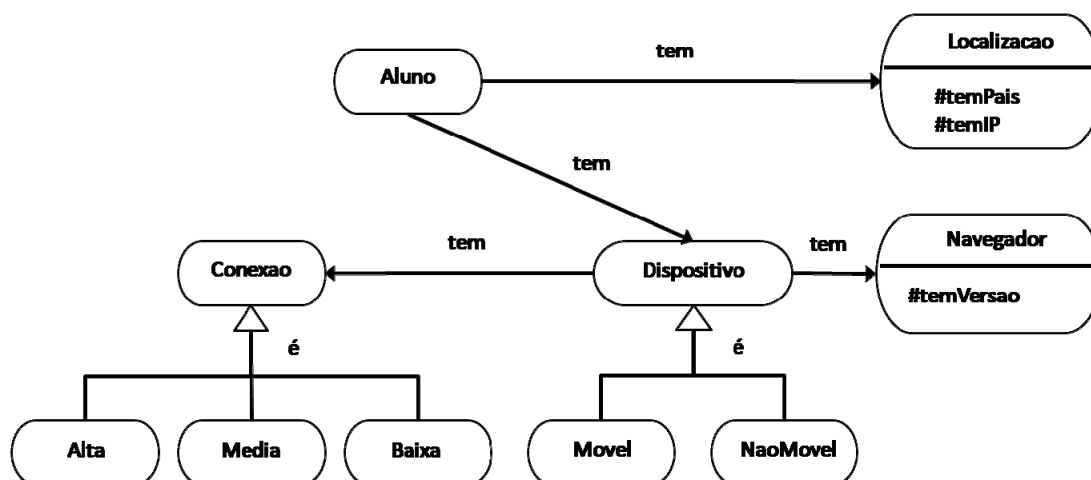 Localizacao
tem
Aluno
#temPais
#temIP
tem
tem
tem
Navegador
Conexao
Dispositivo
#temVersao
é
é
Alta
Media
Baixa
Movel
NaoMovel